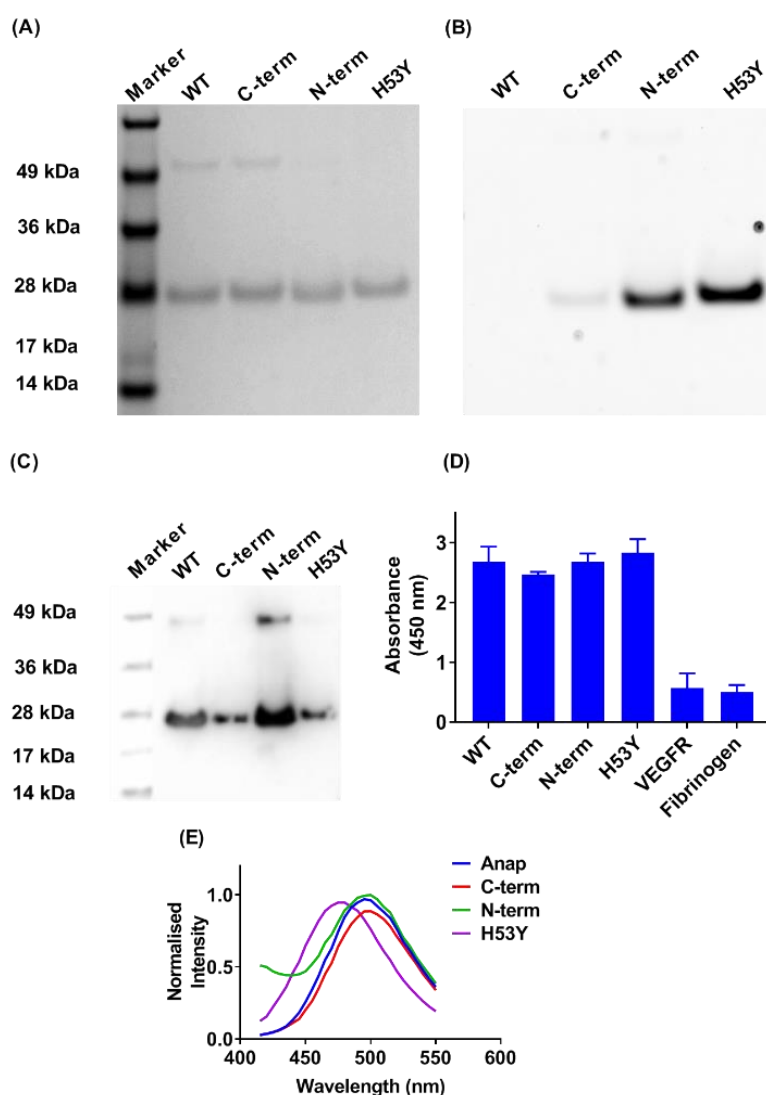 (A)
Marker
WT
C-term
N-term
H53Y
49 kDa
36 kDa
28 kDa
17 kDa
14 kDa
(B)
WT
C-term
N-term
H53Y
(C)
Marker
WT
C-term
N-term
H53Y
49 kDa
36 kDa
28 kDa
17 kDa
14 kDa
(D)
Absorbance
(450 nm)
3
2
1
0
WT
C-term
N-term
H53Y
VEGFR
Fibrinogen
(E)
Normalised
Intensity
1.0
0.5
0.0
400
450
500
550
600
Wavelength (nm)
Anap
C-term
N-term
H53Y